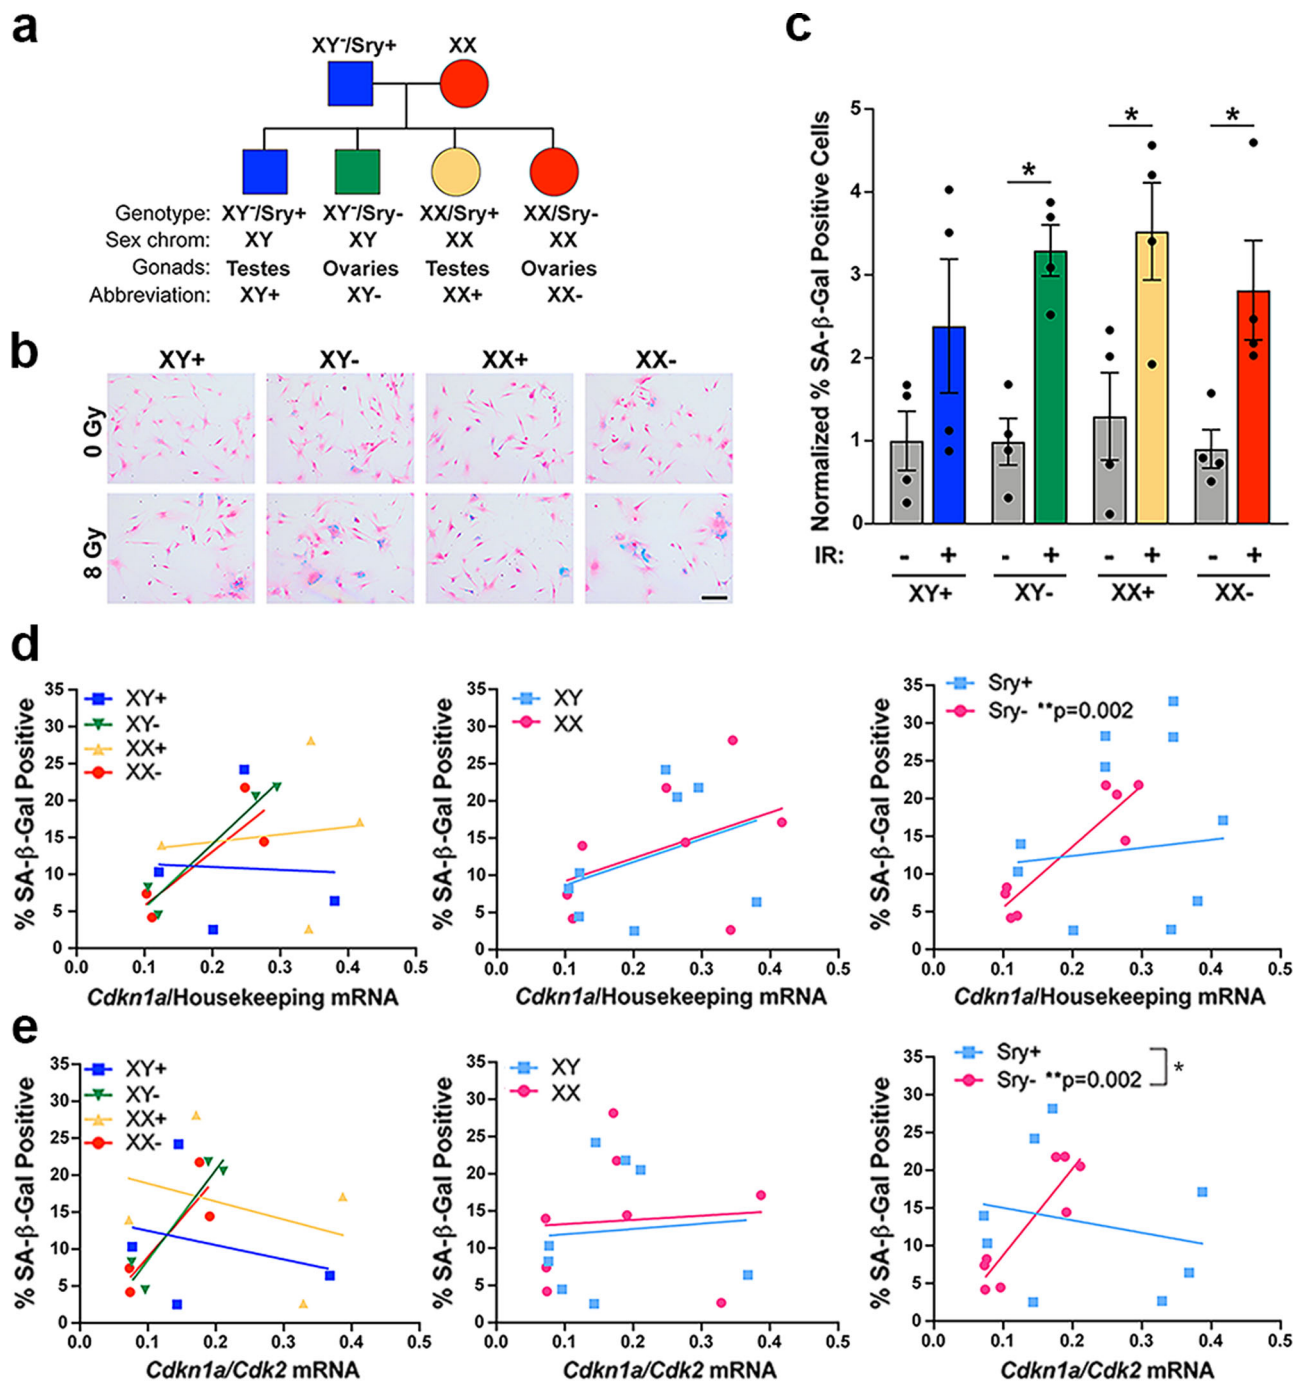 a
XY⁻/Sry+ XX
Genotype: XY⁻/Sry+ XY⁻/Sry- XX/Sry+ XX/Sry-
Sex chrom: XY XY XX XX
Gonads: Testes Ovaries Testes Ovaries
Abbreviation: XY+ XY- XX+ XX-
b
XY+ XY- XX+ XX-
0 Gy
8 Gy
c
Normalized % SA-β-Gal Positive Cells
5
4
3
2
1
0
* * *
IR: - + - + - + - +
XY+ XY- XX+ XX-
d
% SA-β-Gal Positive
35
30
25
20
15
10
5
0
XY+
XY-
XX+
XX-
0.0 0.1 0.2 0.3 0.4 0.5
Cdkn1a/Housekeeping mRNA
% SA-β-Gal Positive
35
30
25
20
15
10
5
0
XY
XX
0.0 0.1 0.2 0.3 0.4 0.5
Cdkn1a/Housekeeping mRNA
% SA-β-Gal Positive
35
30
25
20
15
10
5
0
Sry+
Sry- **p=0.002
0.0 0.1 0.2 0.3 0.4 0.5
Cdkn1a/Housekeeping mRNA
e
% SA-β-Gal Positive
35
30
25
20
15
10
5
0
XY+
XY-
XX+
XX-
0.0 0.1 0.2 0.3 0.4 0.5
Cdkn1a/Cdk2 mRNA
% SA-β-Gal Positive
35
30
25
20
15
10
5
0
XY
XX
0.0 0.1 0.2 0.3 0.4 0.5
Cdkn1a/Cdk2 mRNA
% SA-β-Gal Positive
35
30
25
20
15
10
5
0
Sry+
Sry- **p=0.002
*
0.0 0.1 0.2 0.3 0.4 0.5
Cdkn1a/Cdk2 mRNA